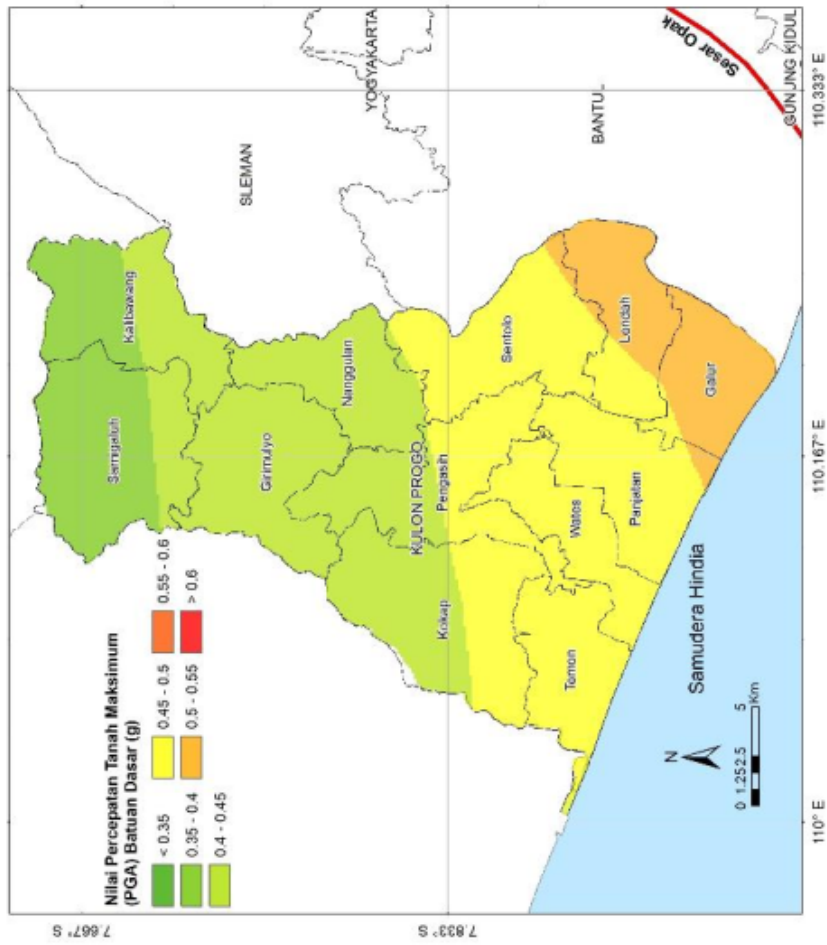 Nilai Percepatan Tanah Maksimum
(PGA) Batuan Dasar (g)
< 0.35
0.35 - 0.4
0.4 - 0.45
0.45 - 0.5
0.5 - 0.55
0.55 - 0.6
> 0.6
Samigaluh
Kalibawang
Girimulyo
Nanggulan
KULON PROGO
Kokap
Pengasih
Sentolo
Temon
Wates
Panjatan
Lendah
Galur
SLEMAN
YOGYAKARTA
BANTUL
GUNUNG KIDUL
Sesar Opak
Samudera Hindia
N
0 1.25 2.5 5
Km
110° E
110.167° E
110.333° E
7.667° S
7.833° S